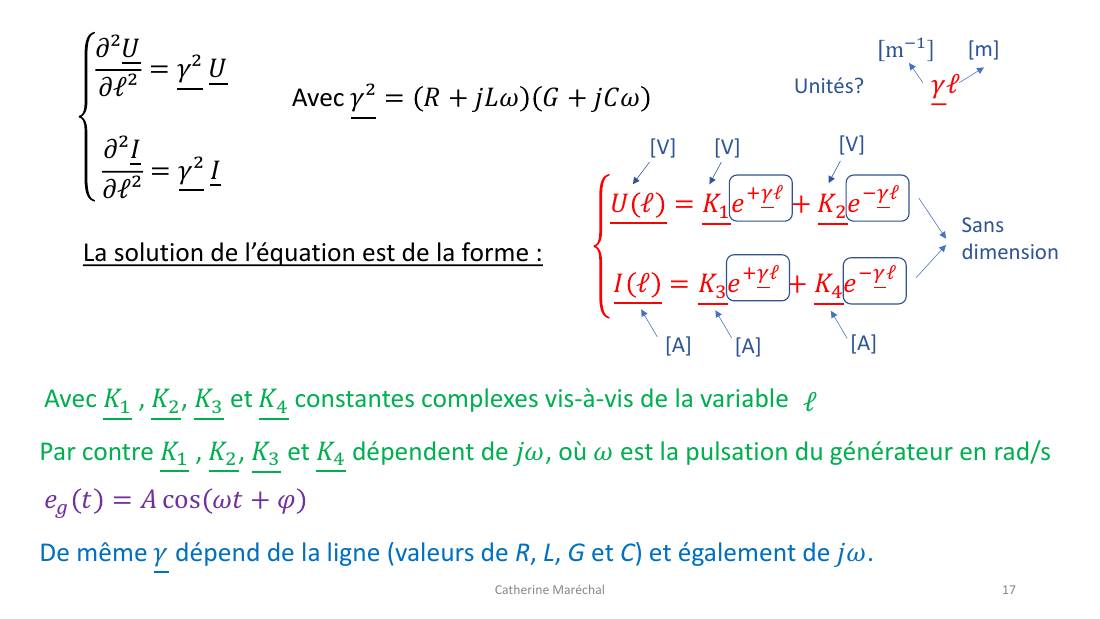 ∂²U/∂ℓ² = γ² U
Avec γ² = (R + jLω)(G + jCω)
∂²I/∂ℓ² = γ² I
Unités?
[m⁻¹] [m]
γℓ
[V] [V] [V]
U(ℓ) = K₁e^{+γℓ} + K₂e^{−γℓ}
Sans
dimension
La solution de l’équation est de la forme :
I(ℓ) = K₃e^{+γℓ} + K₄e^{−γℓ}
[A] [A] [A]
Avec K₁ , K₂, K₃ et K₄ constantes complexes vis-à-vis de la variable ℓ
Par contre K₁ , K₂, K₃ et K₄ dépendent de jω, où ω est la pulsation du générateur en rad/s
e_g(t) = A cos(ωt + φ)
De même γ dépend de la ligne (valeurs de R, L, G et C) et également de jω.
Catherine Maréchal
17